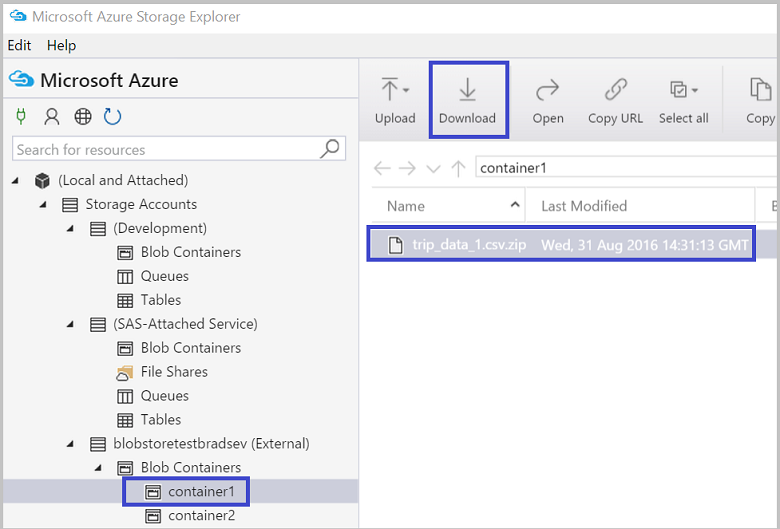 Microsoft Azure Storage Explorer
Edit Help
Microsoft Azure
Search for resources
(Local and Attached)
Storage Accounts
(Development)
Blob Containers
Queues
Tables
(SAS-Attached Service)
Blob Containers
File Shares
Queues
Tables
blobstoretestbradsev (External)
Blob Containers
container1
container2
Upload Download Open Copy URL Select all Copy
container1
Name Last Modified B
trip_data_1.csv.zip Wed, 31 Aug 2016 14:31:13 GMT